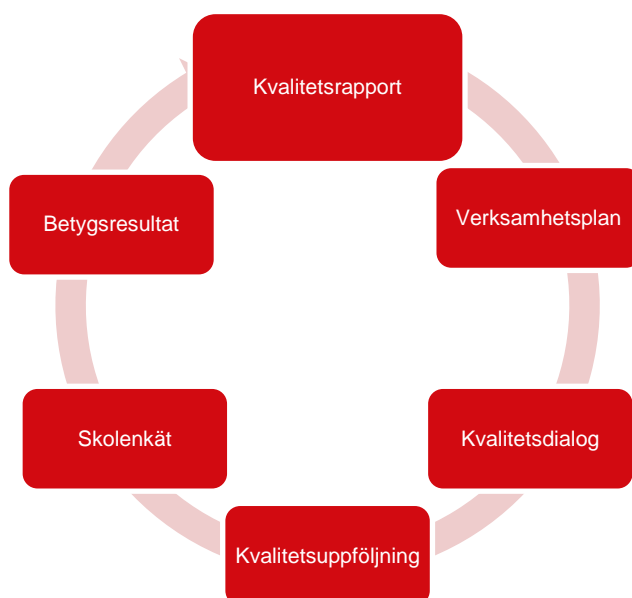 Kvalitetsrapport
Verksamhetsplan
Kvalitetsdialog
Kvalitetsuppföljning
Skolenkät
Betygsresultat